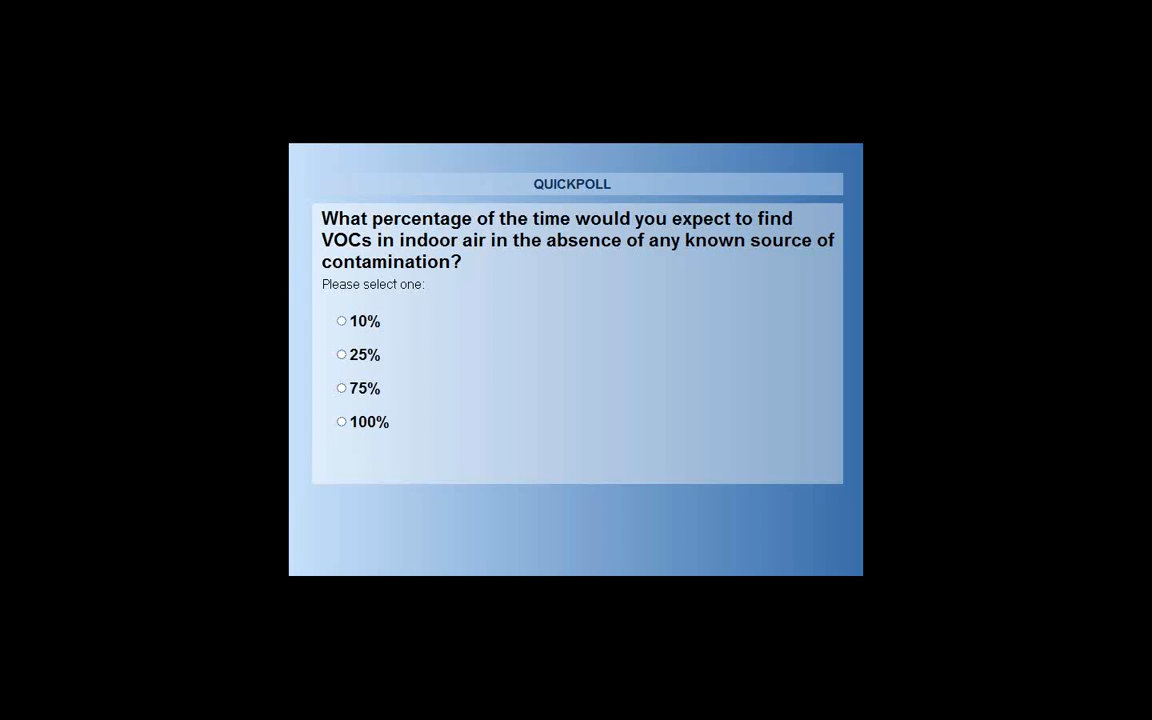 QUICKPOLL
What percentage of the time would you expect to find
VOCs in indoor air in the absence of any known source of
contamination?
Please select one:
10%
25%
75%
100%